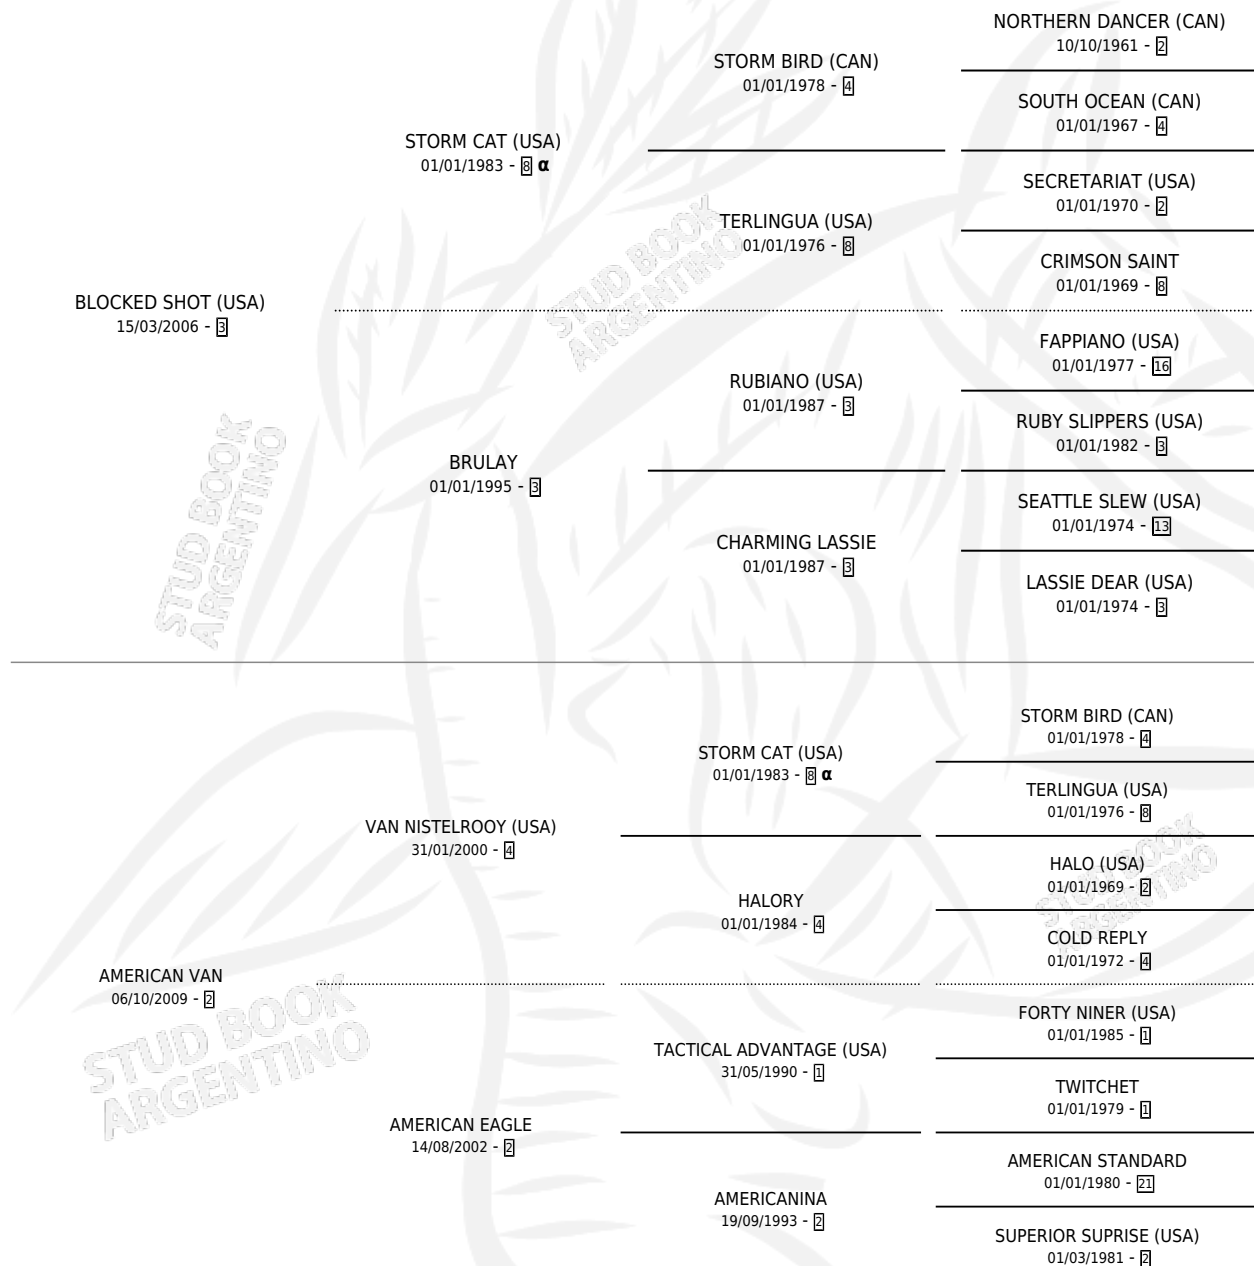 NORTHERN DANCER (CAN)
10/10/1961 - 2
STORM BIRD (CAN)
01/01/1978 - 4
SOUTH OCEAN (CAN)
01/01/1967 - 4
STORM CAT (USA)
01/01/1983 - 8 α
SECRETARIAT (USA)
01/01/1970 - 2
TERLINGUA (USA)
01/01/1976 - 8
CRIMSON SAINT
01/01/1969 - 8
BLOCKED SHOT (USA)
15/03/2006 - 3
FAPPIANO (USA)
01/01/1977 - 16
RUBIANO (USA)
01/01/1987 - 3
RUBY SLIPPERS (USA)
01/01/1982 - 3
BRULAY
01/01/1995 - 3
SEATTLE SLEW (USA)
01/01/1974 - 13
CHARMING LASSIE
01/01/1987 - 3
LASSIE DEAR (USA)
01/01/1974 - 3
STUD BOOK
ARGENTINO
STUD BOOK
ARGENTINO
STORM BIRD (CAN)
01/01/1978 - 4
STORM CAT (USA)
01/01/1983 - 8 α
TERLINGUA (USA)
01/01/1976 - 8
VAN NISTELROOY (USA)
31/01/2000 - 4
HALO (USA)
01/01/1969 - 2
HALORY
01/01/1984 - 4
COLD REPLY
01/01/1972 - 4
AMERICAN VAN
06/10/2009 - 2
FORTY NINER (USA)
01/01/1985 - 1
TACTICAL ADVANTAGE (USA)
31/05/1990 - 1
TWITCHET
01/01/1979 - 1
AMERICAN EAGLE
14/08/2002 - 2
AMERICAN STANDARD
01/01/1980 - 21
AMERICANINA
19/09/1993 - 2
SUPERIOR SUPRISE (USA)
01/03/1981 - 2
STUD BOOK
ARGENTINO
STUD BOOK
ARGENTINO